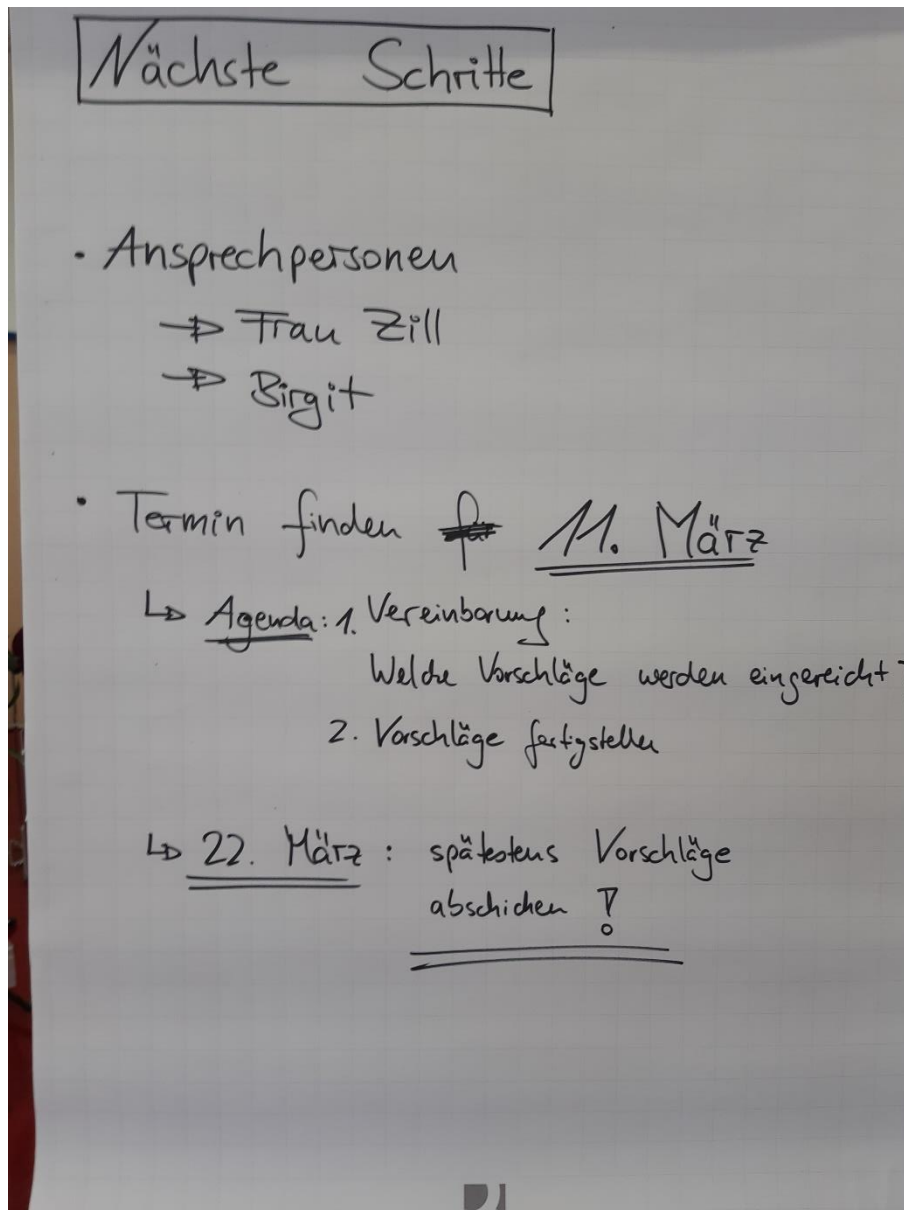 Nächste Schritte
• Ansprechpersonen
→ Frau Zill
→ Birgit
• Termin finden 11. März
↳ Agenda: 1. Vereinbarung:
Welche Vorschläge werden eingereicht
2. Vorschläge fertigstellen
↳ 22. März: spätestens Vorschläge
abschicken !